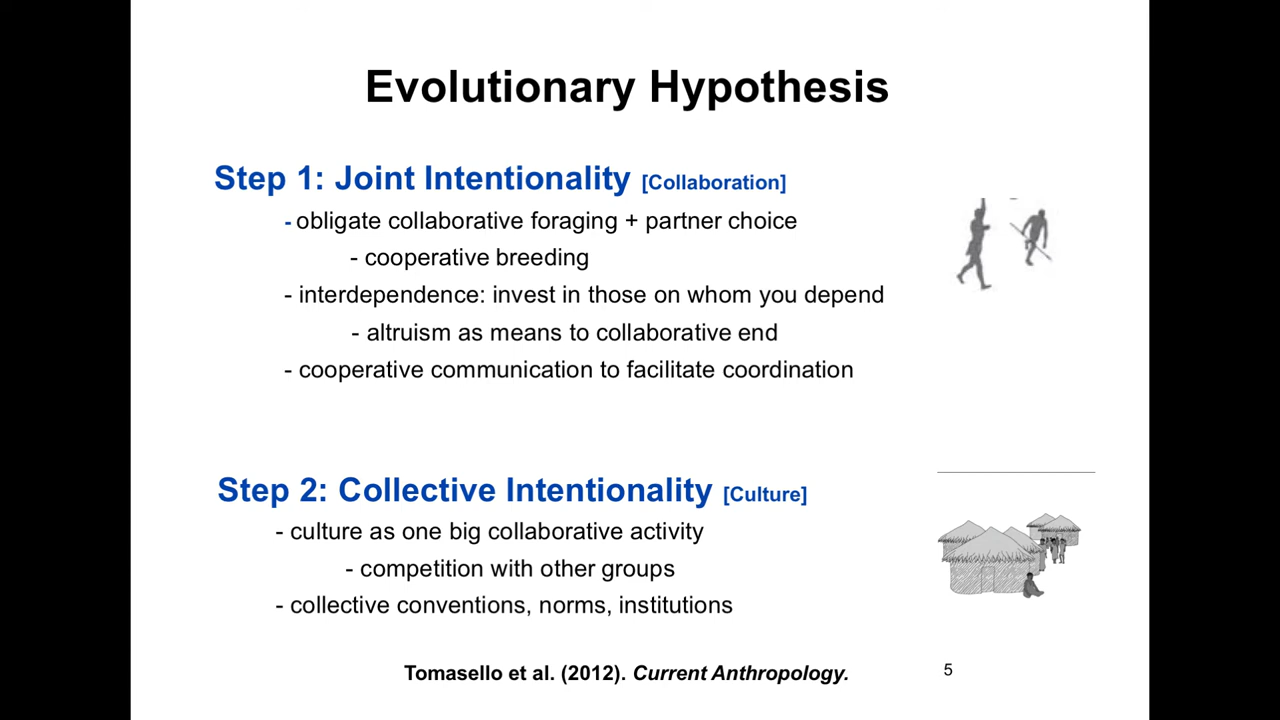 Evolutionary Hypothesis
Step 1: Joint Intentionality [Collaboration]
- obligate collaborative foraging + partner choice
- cooperative breeding
- interdependence: invest in those on whom you depend
- altruism as means to collaborative end
- cooperative communication to facilitate coordination
Step 2: Collective Intentionality [Culture]
- culture as one big collaborative activity
- competition with other groups
- collective conventions, norms, institutions
Tomasello et al. (2012). Current Anthropology.
5